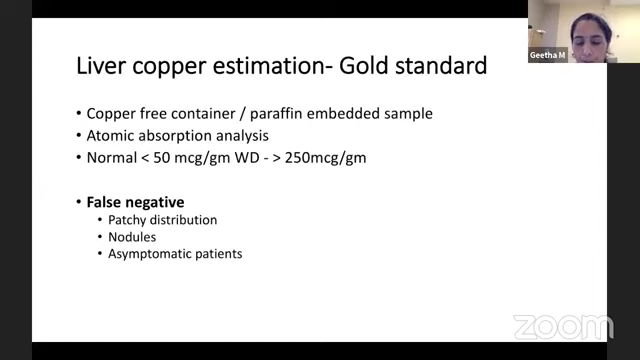 Geetha M
Liver copper estimation- Gold standard
• Copper free container / paraffin embedded sample
• Atomic absorption analysis
• Normal < 50 mcg/gm WD - > 250mcg/gm
• False negative
• Patchy distribution
• Nodules
• Asymptomatic patients
zoom